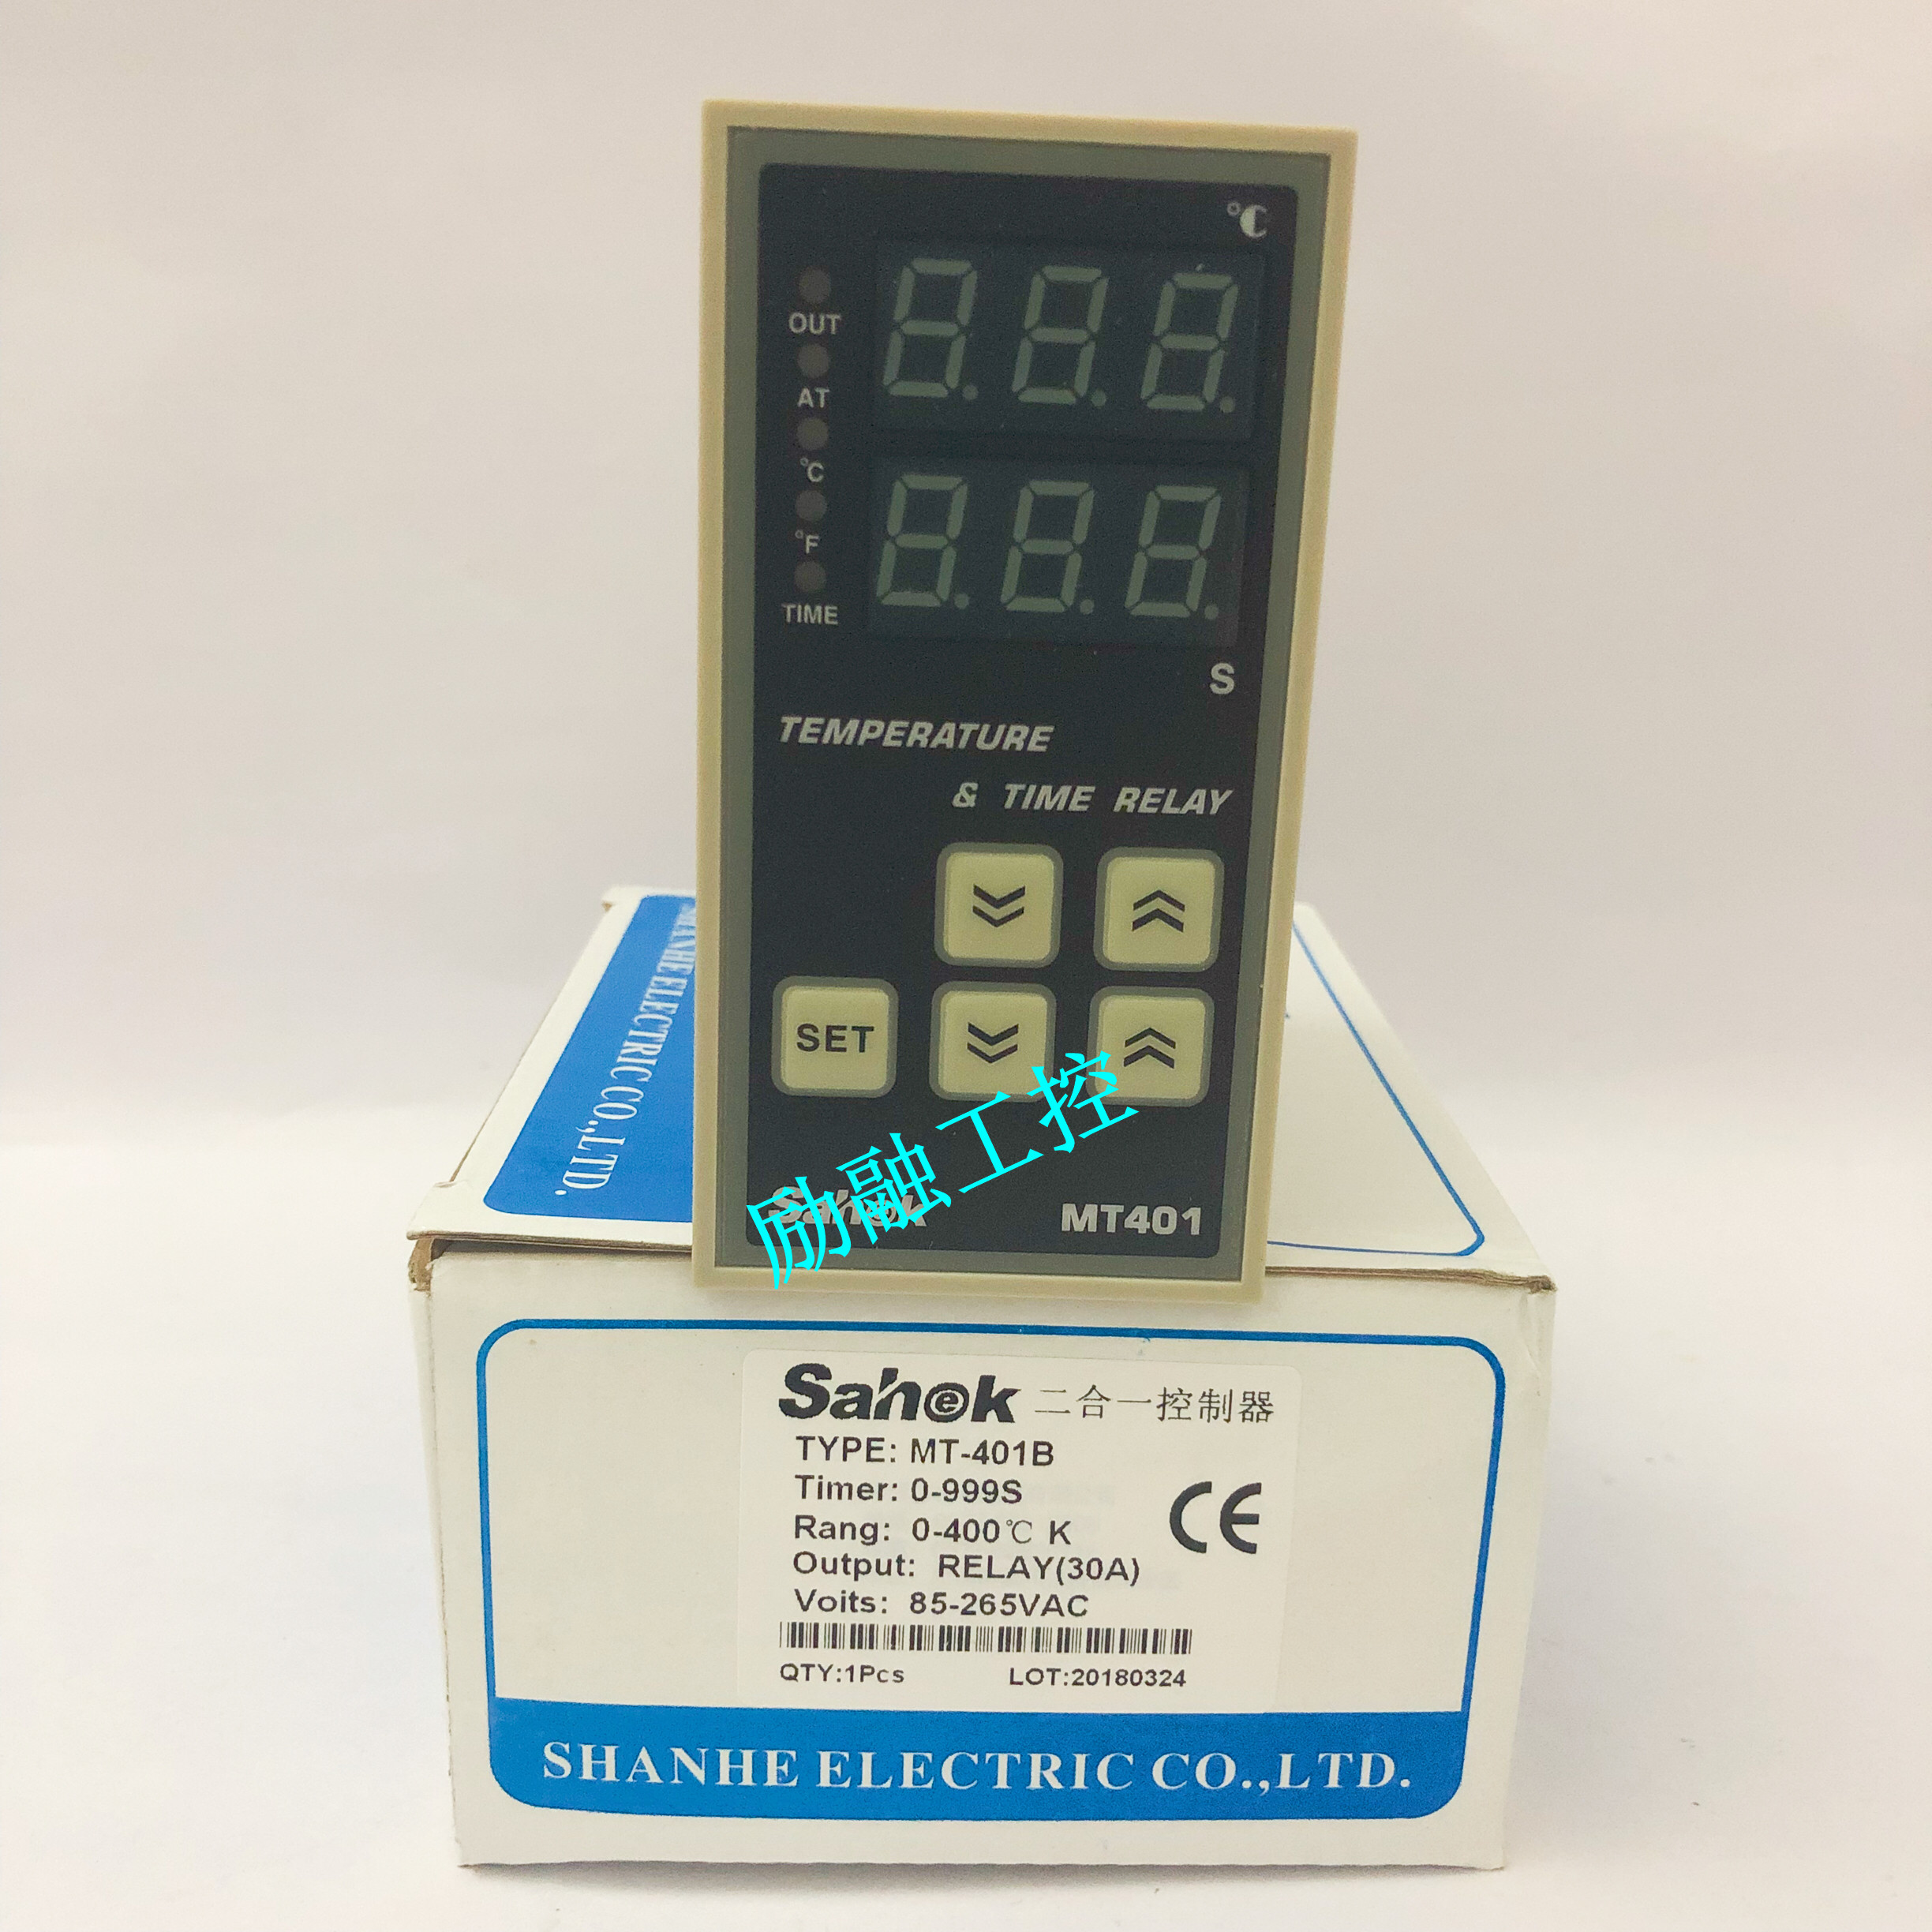 °C
OUT
AT
°C
°F
TIME
S
TEMPERATURE
& TIME RELAY
SET
励融工控
Sanek
MT401
SHANHE ELECTRIC CO.,LTD.
Sanek 二合一控制器
TYPE: MT-401B
Timer: 0-999S
Rang: 0-400℃ K
Output: RELAY(30A)
Voits: 85-265VAC
CE
QTY:1Pcs LOT:20180324
SHANHE ELECTRIC CO.,LTD.